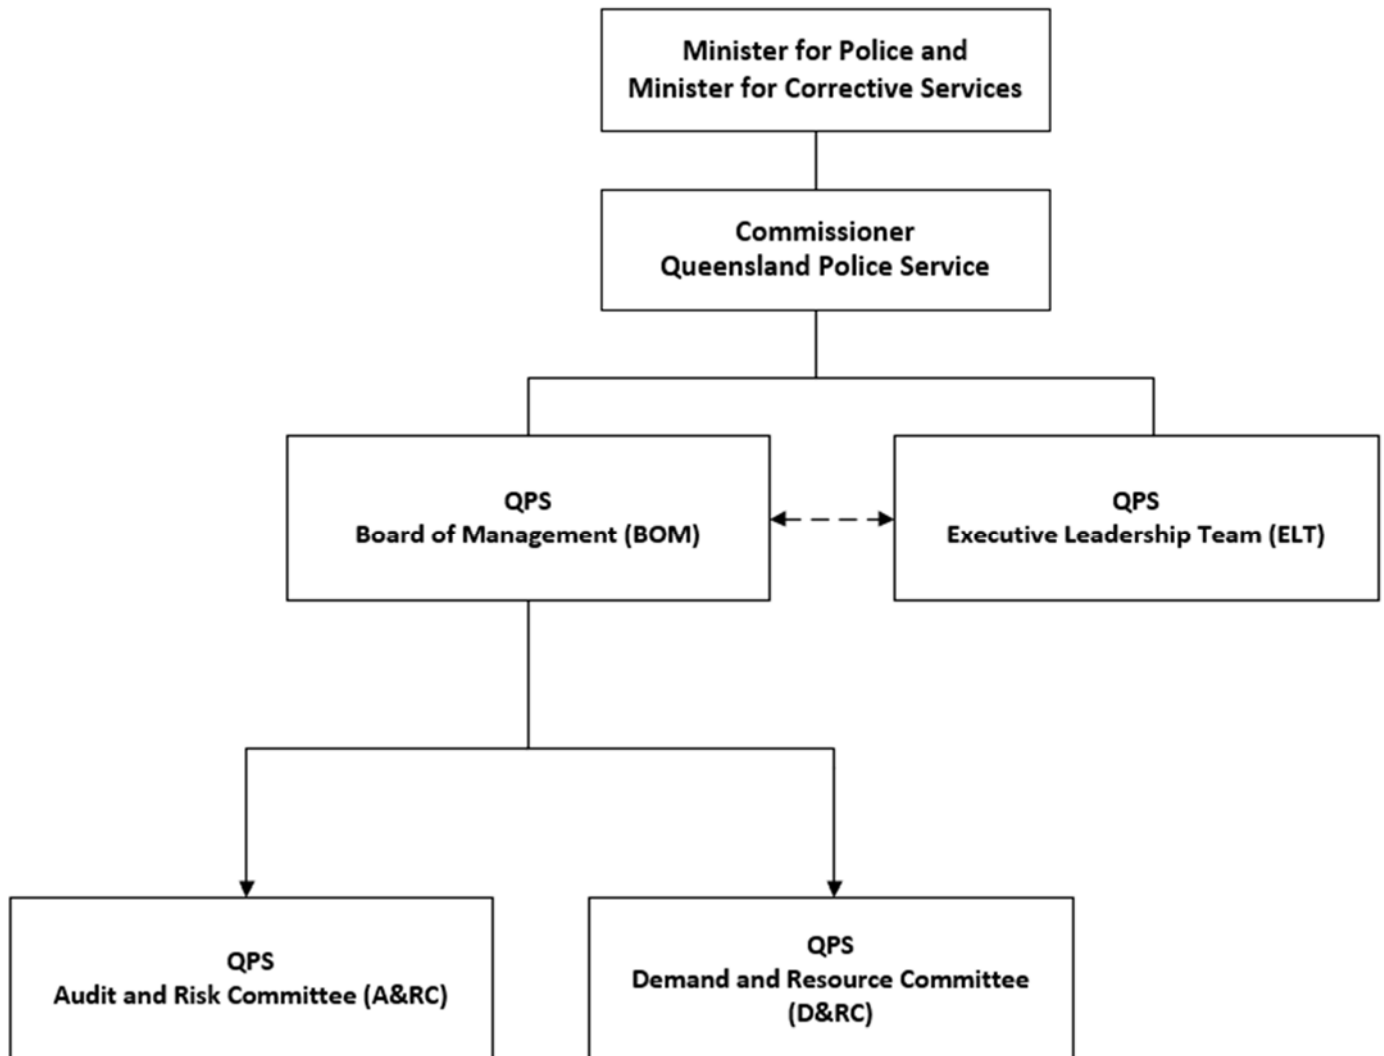 Minister for Police and
Minister for Corrective Services
Commissioner
Queensland Police Service
QPS
Board of Management (BOM)
QPS
Executive Leadership Team (ELT)
QPS
Audit and Risk Committee (A&RC)
QPS
Demand and Resource Committee
(D&RC)